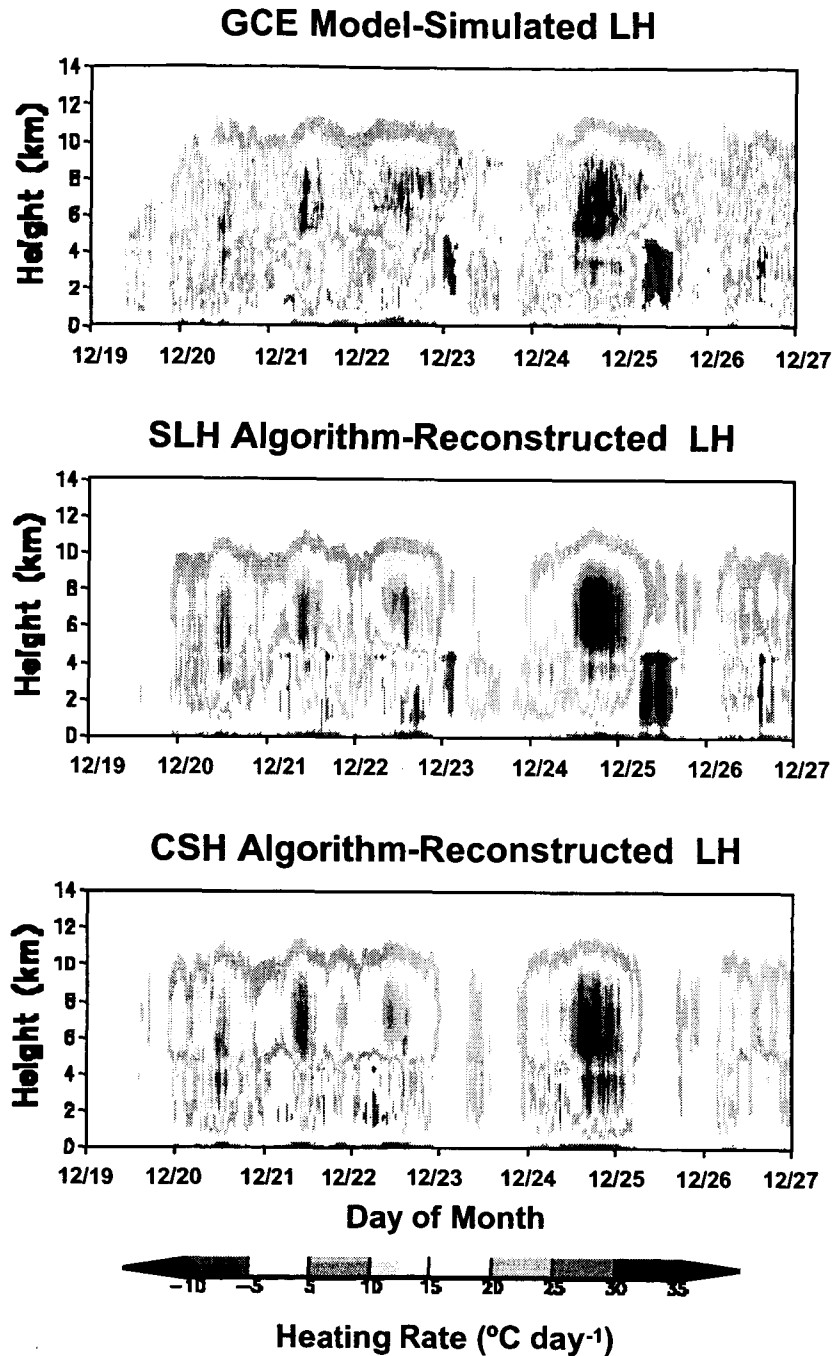 GCE Model-Simulated LH
14
12
10
8
6
4
2
0
Height (km)
12/19 12/20 12/21 12/22 12/23 12/24 12/25 12/26 12/27
SLH Algorithm-Reconstructed LH
14
12
10
8
6
4
2
0
Height (km)
12/19 12/20 12/21 12/22 12/23 12/24 12/25 12/26 12/27
CSH Algorithm-Reconstructed LH
14
12
10
8
6
4
2
0
Height (km)
12/19 12/20 12/21 12/22 12/23 12/24 12/25 12/26 12/27
Day of Month
-10 -5 5 10 15 20 25 30 35
Heating Rate (ºC day-1)